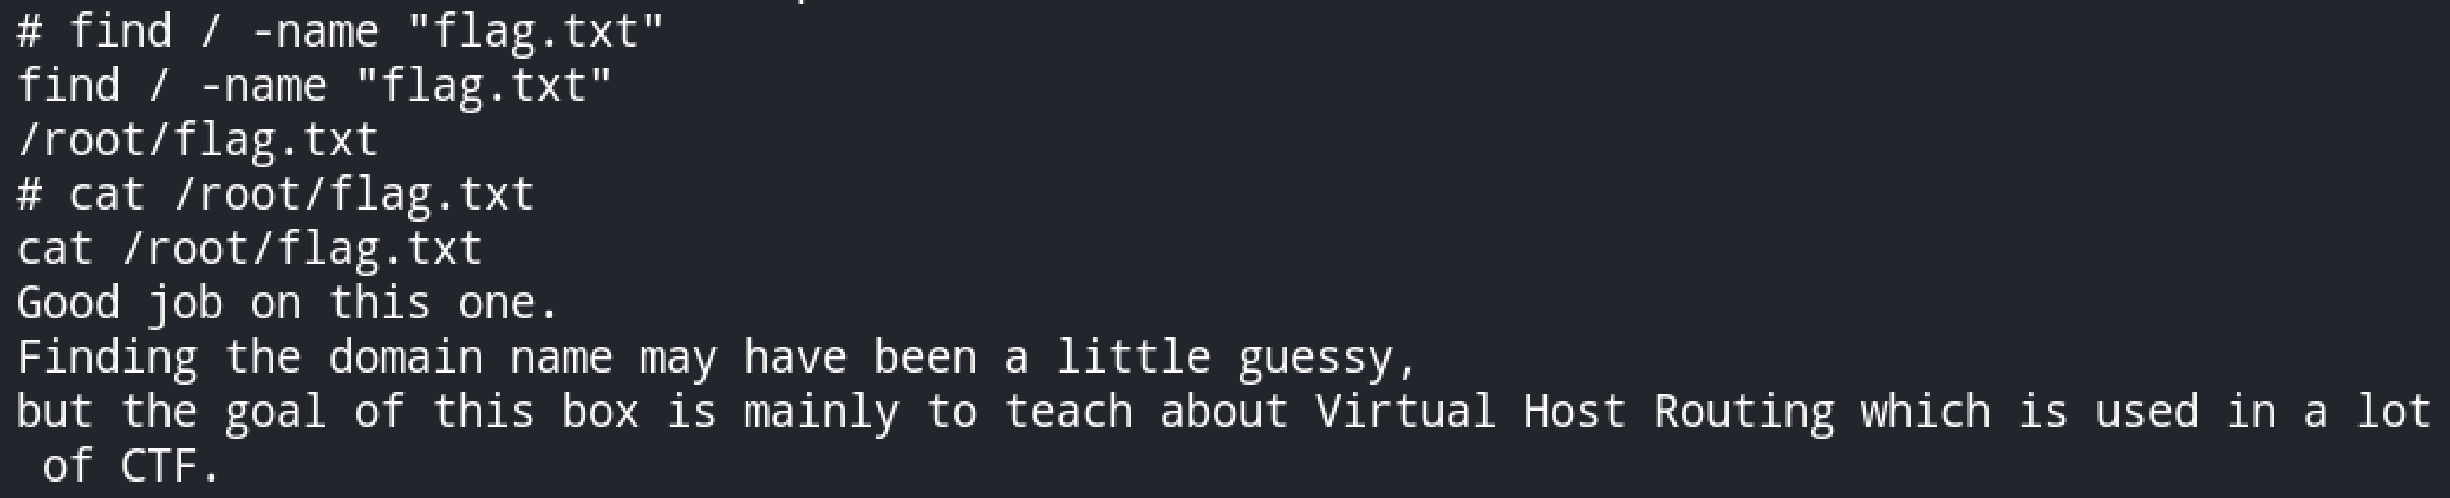 # find / -name "flag.txt"
find / -name "flag.txt"
/root/flag.txt
# cat /root/flag.txt
cat /root/flag.txt
Good job on this one.
Finding the domain name may have been a little guessy,
but the goal of this box is mainly to teach about Virtual Host Routing which is used in a lot
 of CTF.